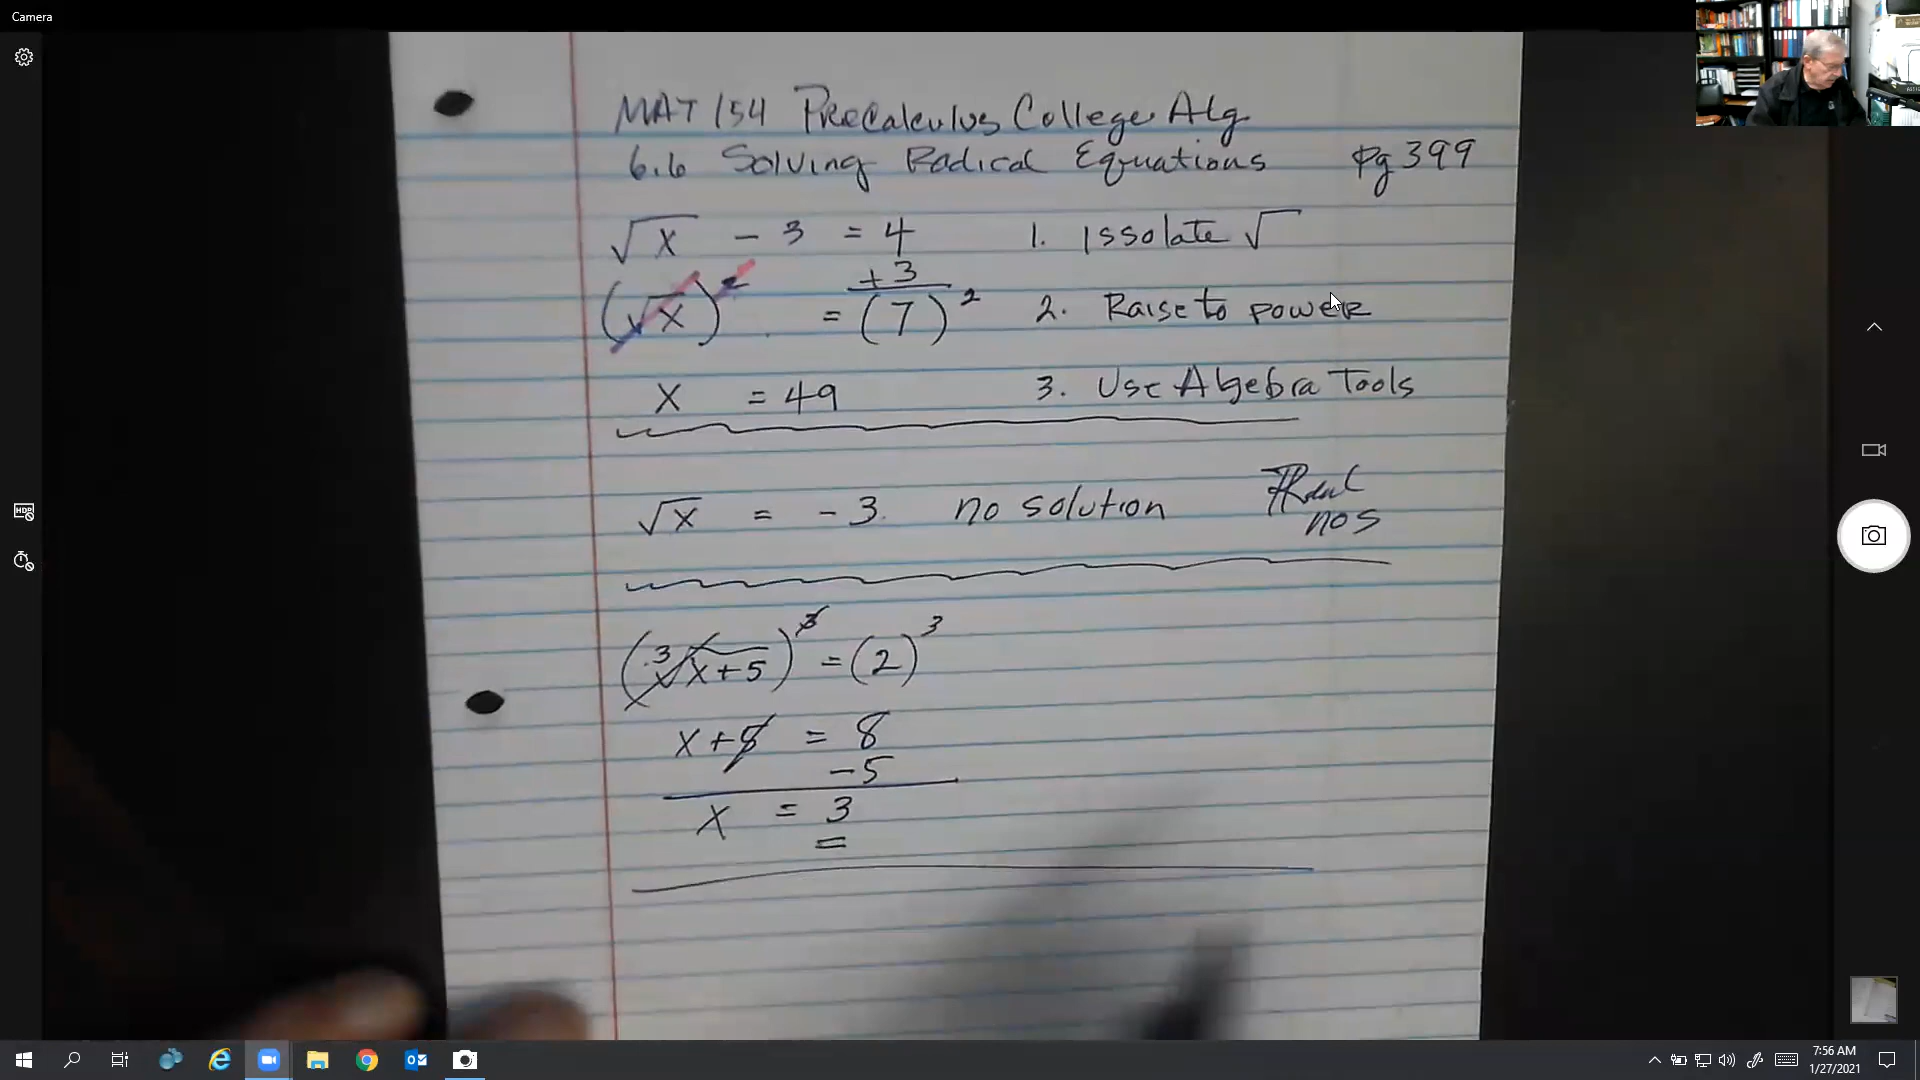 Camera
MAT 154 PreCalculus College Alg
6.6 Solving Radical Equations pg 399
√x - 3 = 4 1. Issolate √
+3
(√x)² = (7)² 2. Raise to power
x = 49 3. Use Algebra Tools
√x = -3 no solution Real
nos
(³√x+5)³ = (2)³
x+5 = 8
-5
x = 3
7:56 AM
1/27/2021